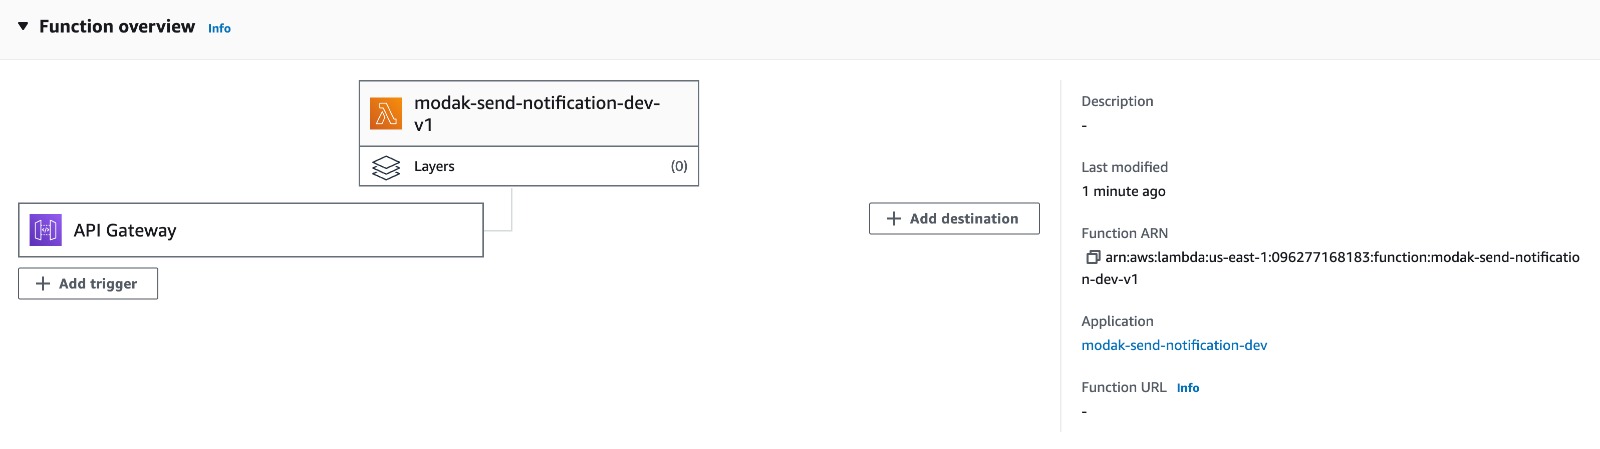 Function overview Info
modak-send-notification-dev-
v1
Layers (0)
API Gateway
Add trigger
Add destination
Description
-
Last modified
1 minute ago
Function ARN
arn:aws:lambda:us-east-1:096277168183:function:modak-send-notificatio
n-dev-v1
Application
modak-send-notification-dev
Function URL Info
-